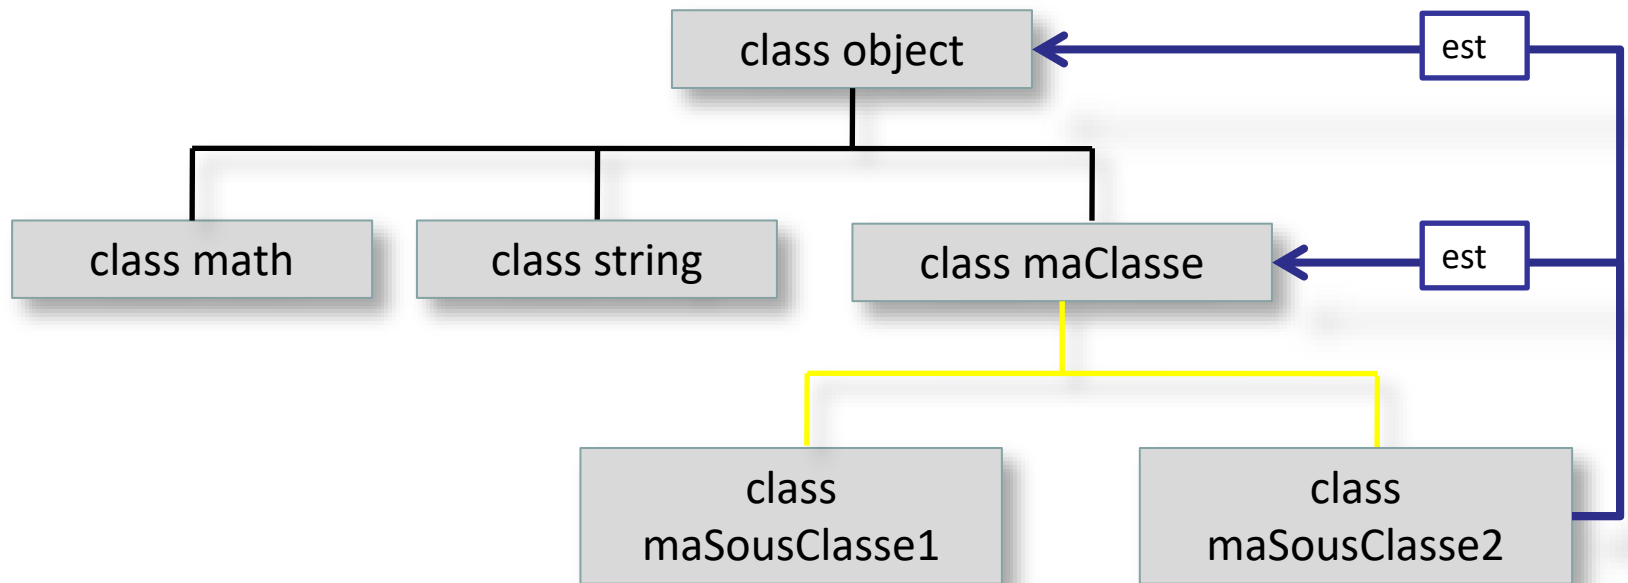 class object
est
class math
class string
class maClasse
est
class
maSousClasse1
class
maSousClasse2